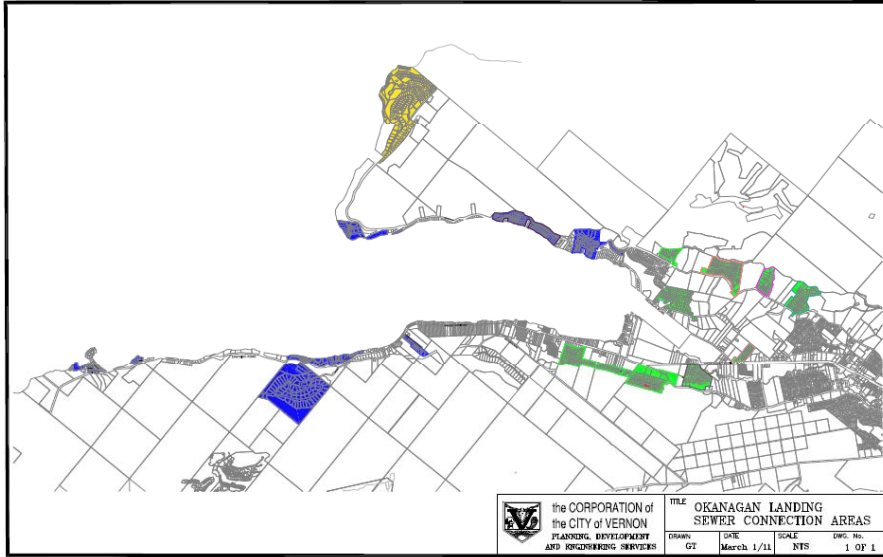 the CORPORATION of
the CITY of VERNON
PLANNING, DEVELOPMENT
AND ENGINEERING SERVICES
TITLE
OKANAGAN LANDING
SEWER CONNECTION AREAS
DRAWN
GT
DATE
March 1/11
SCALE
NTS
DWG. No.
1 OF 1